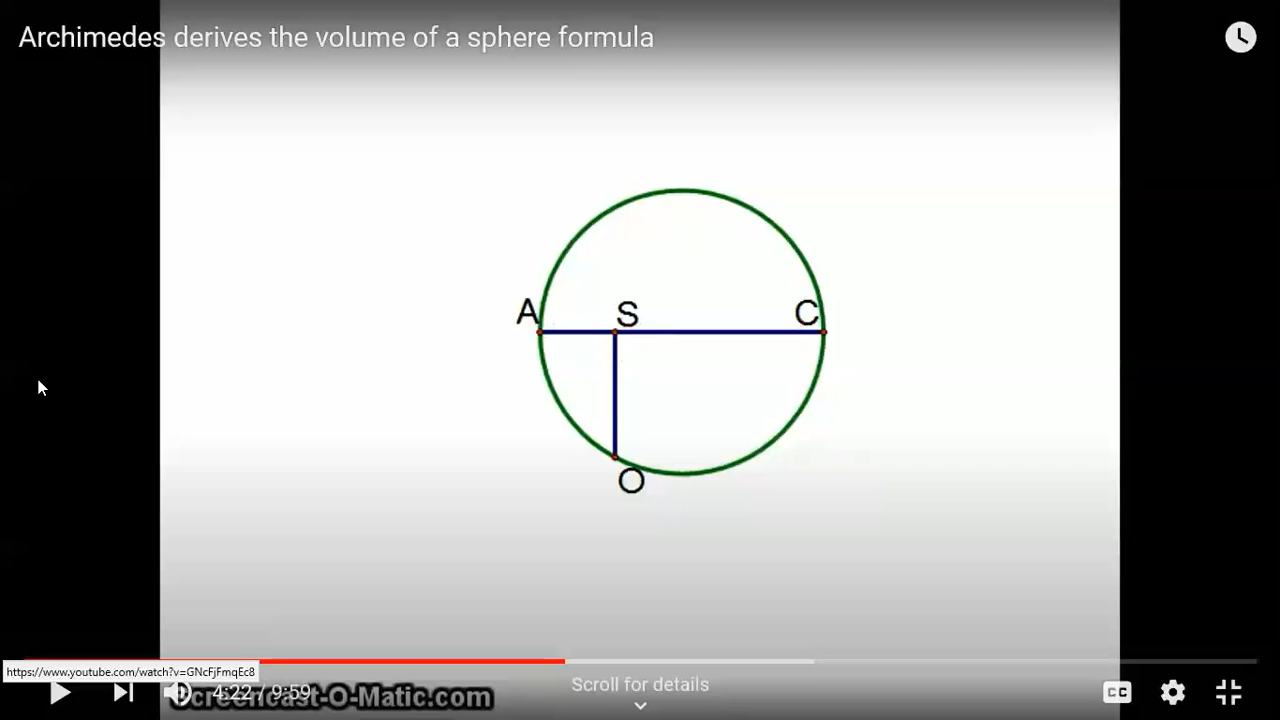 Archimedes derives the volume of a sphere formula
A
S
C
O
https://www.youtube.com/watch?v=GNcFjFmqEc8
4:22 / 9:59
Scroll for details
CC
Screencast-O-Matic.com